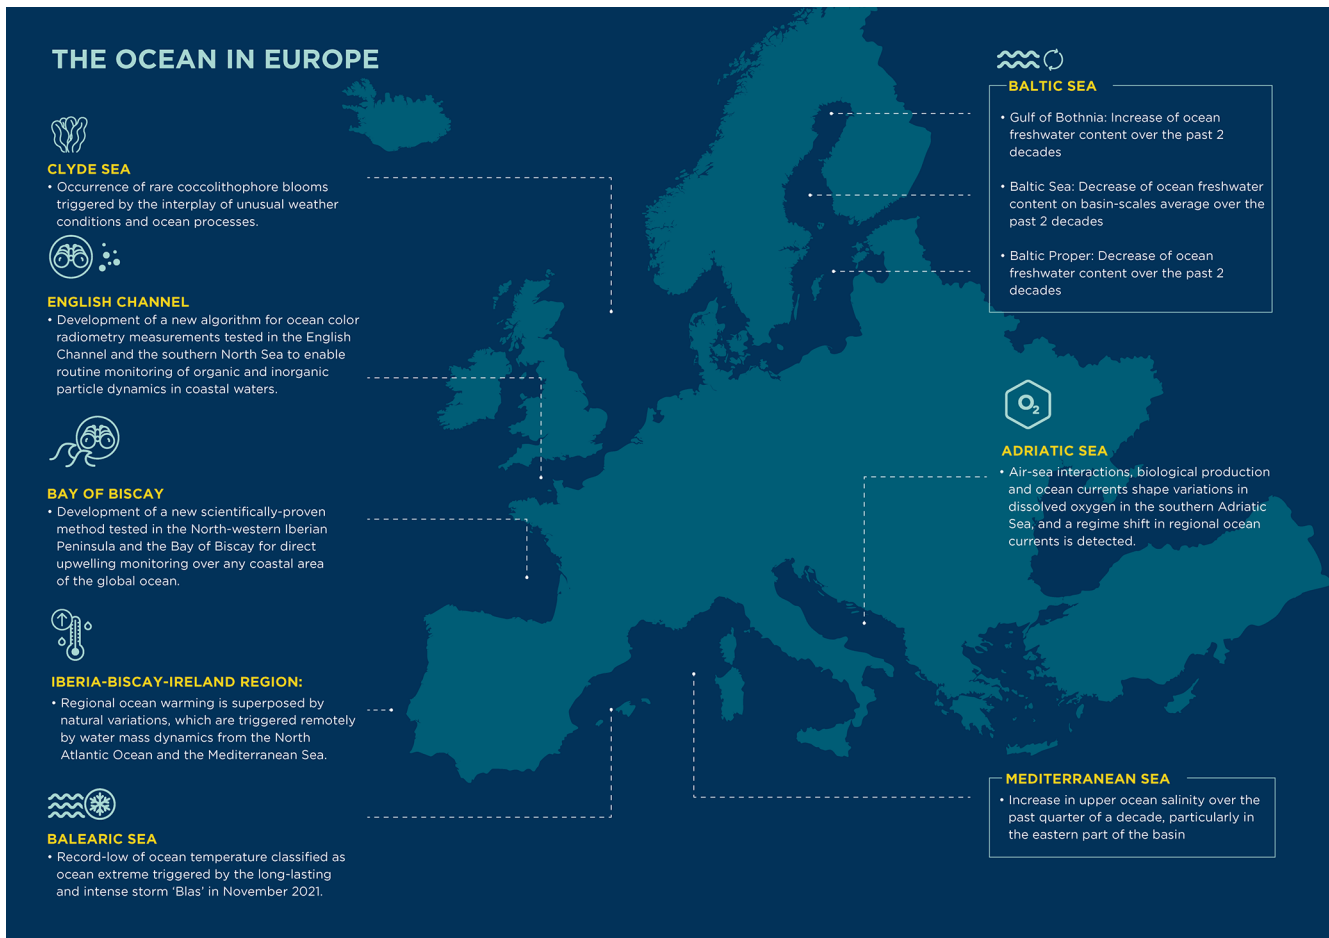 THE OCEAN IN EUROPE
CLYDE SEA
• Occurrence of rare coccolithophore blooms
triggered by the interplay of unusual weather
conditions and ocean processes.
ENGLISH CHANNEL
• Development of a new algorithm for ocean color
radiometry measurements tested in the English
Channel and the southern North Sea to enable
routine monitoring of organic and inorganic
particle dynamics in coastal waters.
BAY OF BISCAY
• Development of a new scientifically-proven
method tested in the North-western Iberian
Peninsula and the Bay of Biscay for direct
upwelling monitoring over any coastal area
of the global ocean.
IBERIA-BISCAY-IRELAND REGION:
• Regional ocean warming is superposed by
natural variations, which are triggered remotely
by water mass dynamics from the North
Atlantic Ocean and the Mediterranean Sea.
BALEARIC SEA
• Record-low of ocean temperature classified as
ocean extreme triggered by the long-lasting
and intense storm ‘Blas’ in November 2021.
BALTIC SEA
• Gulf of Bothnia: Increase of ocean
freshwater content over the past 2
decades
• Baltic Sea: Decrease of ocean freshwater
content on basin-scales average over the
past 2 decades
• Baltic Proper: Decrease of ocean
freshwater content over the past 2
decades
O2
ADRIATIC SEA
• Air-sea interactions, biological production
and ocean currents shape variations in
dissolved oxygen in the southern Adriatic
Sea, and a regime shift in regional ocean
currents is detected.
MEDITERRANEAN SEA
• Increase in upper ocean salinity over the
past quarter of a decade, particularly in
the eastern part of the basin